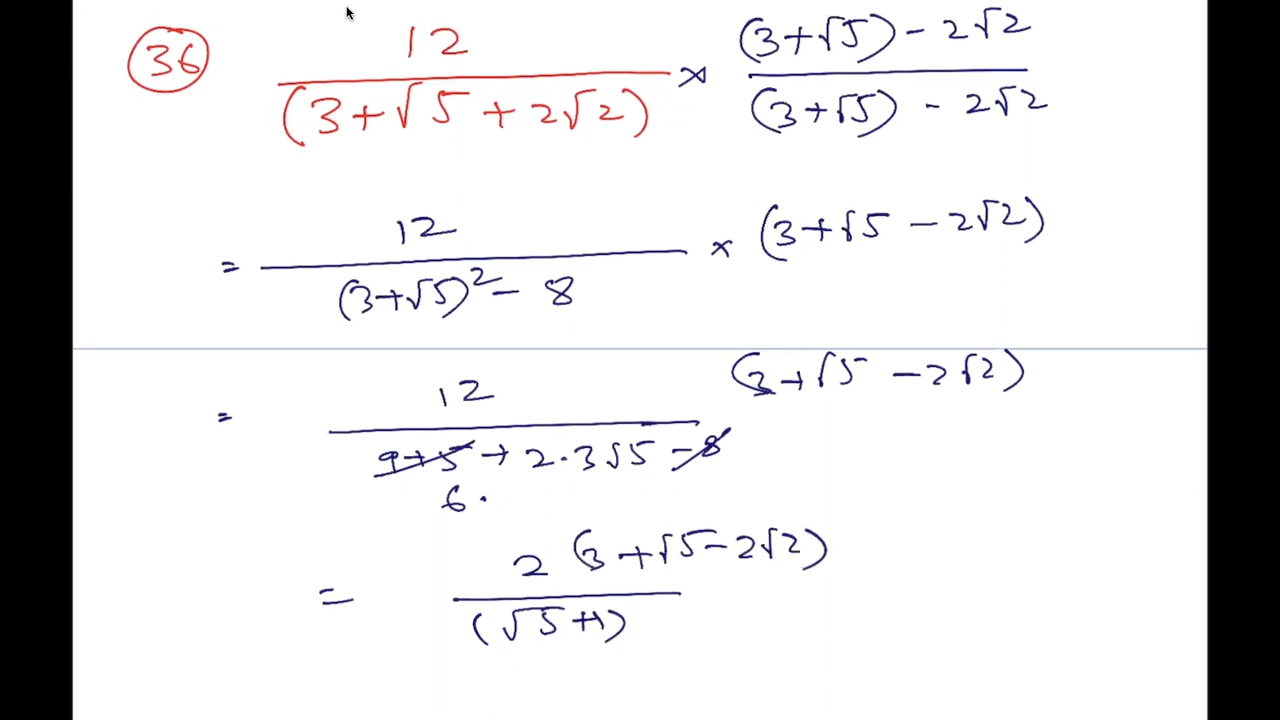 (36) 12 / (3+√5+2√2) × (3+√5)-2√2 / (3+√5)-2√2
= 12 / (3+√5)² - 8 × (3+√5-2√2)
= 12 / 9+5+2·3√5-8 (3+√5-2√2)
6·
= 2(3+√5-2√2) / (√5+1)